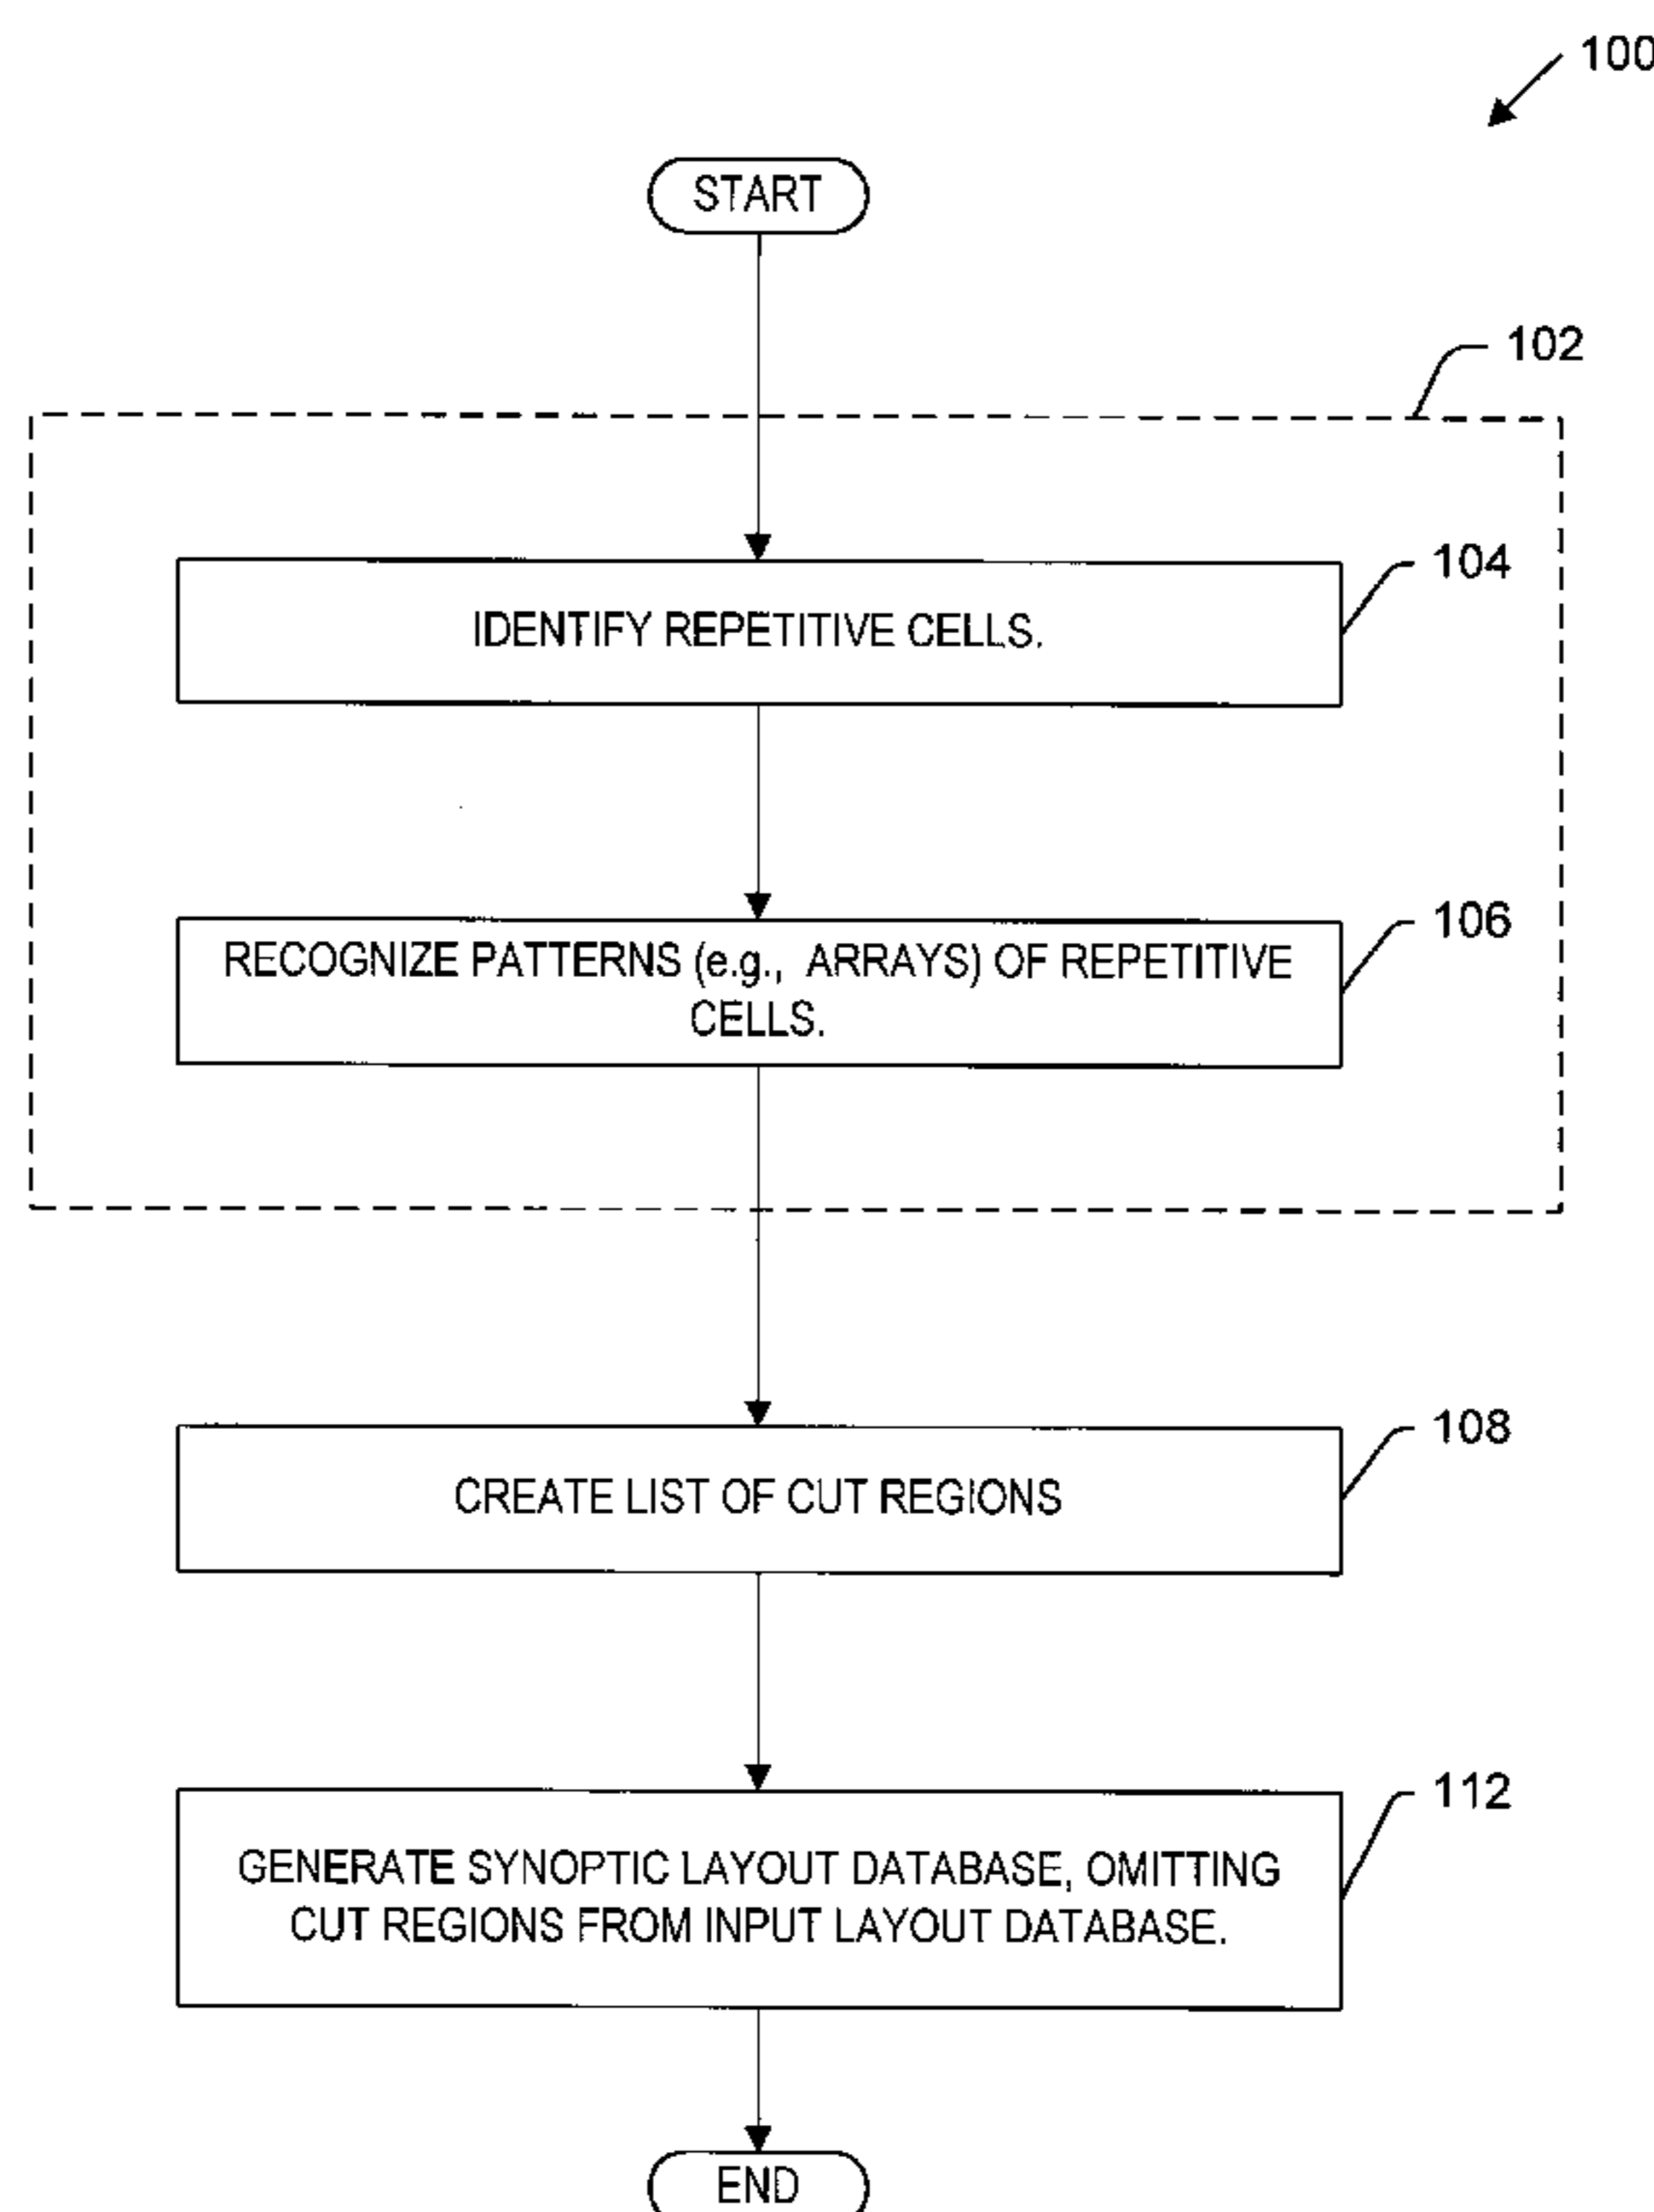 100
START
102
104
IDENTIFY REPETITIVE CELLS.
106
RECOGNIZE PATTERNS (e.g., ARRAYS) OF REPETITIVE
CELLS.
108
CREATE LIST OF CUT REGIONS
112
GENERATE SYNOPTIC LAYOUT DATABASE, OMITTING
CUT REGIONS FROM INPUT LAYOUT DATABASE.
END